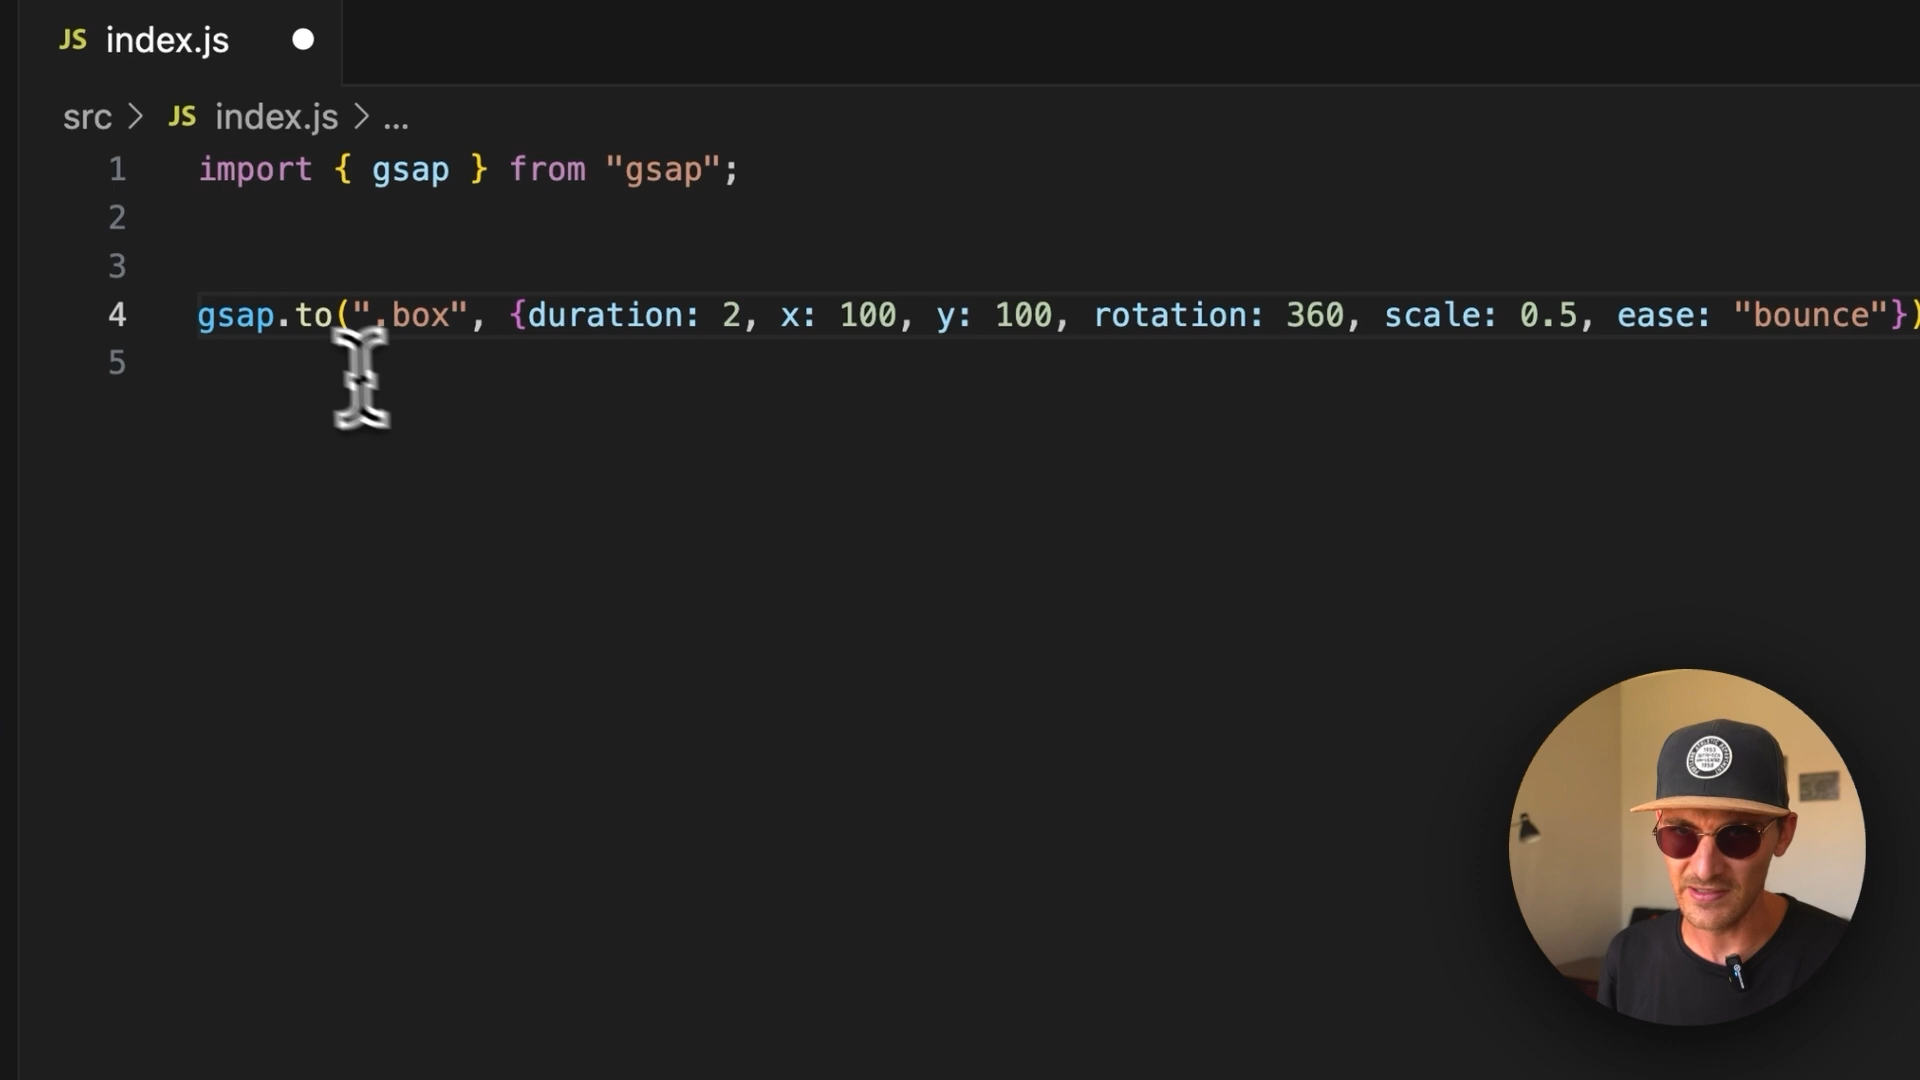 JS index.js
src > JS index.js > ...
1 import { gsap } from "gsap";
2
3
4 gsap.to(".box", {duration: 2, x: 100, y: 100, rotation: 360, scale: 0.5, ease: "bounce"})
5